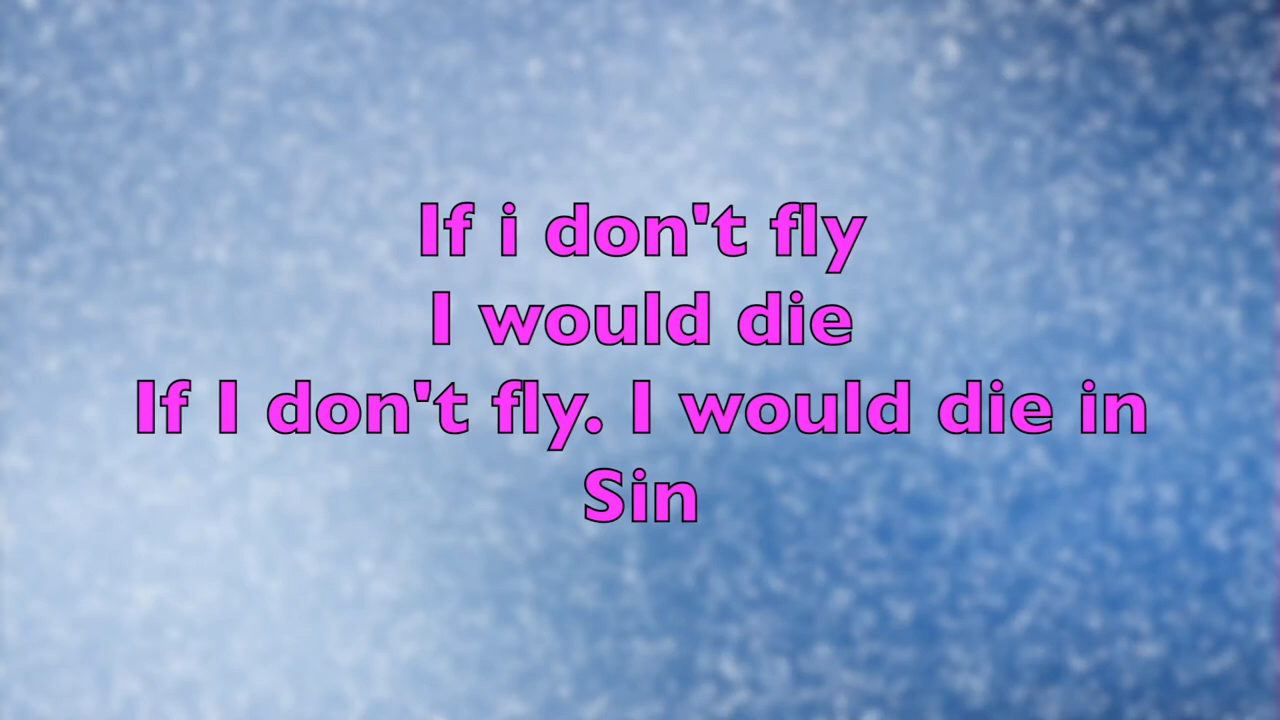 If i don't fly
I would die
If I don't fly. I would die in
Sin